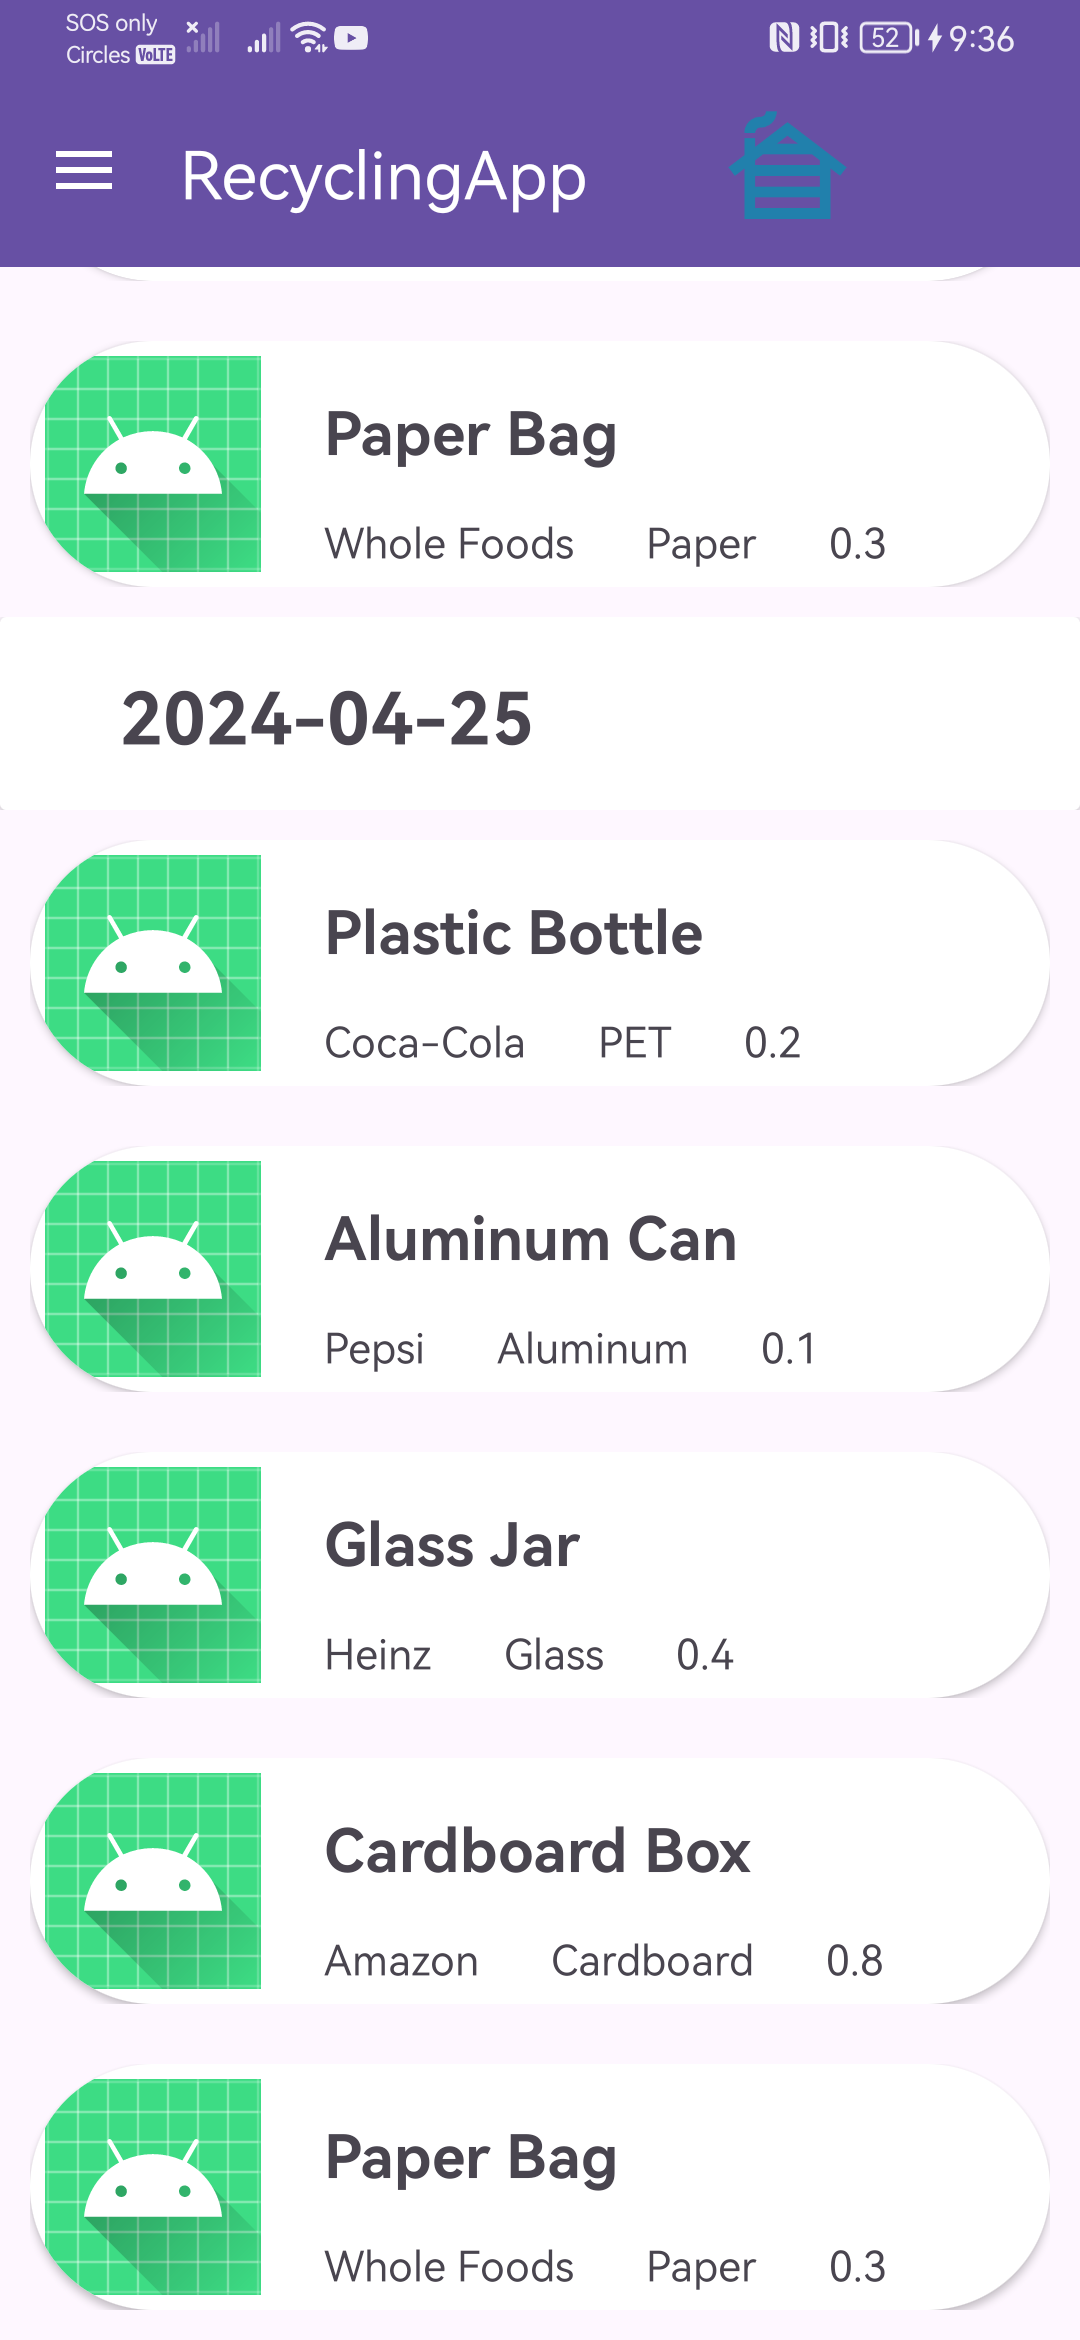 SOS only
Circles VoLTE
52 9:36
RecyclingApp
Paper Bag
Whole Foods Paper 0.3
2024-04-25
Plastic Bottle
Coca-Cola PET 0.2
Aluminum Can
Pepsi Aluminum 0.1
Glass Jar
Heinz Glass 0.4
Cardboard Box
Amazon Cardboard 0.8
Paper Bag
Whole Foods Paper 0.3